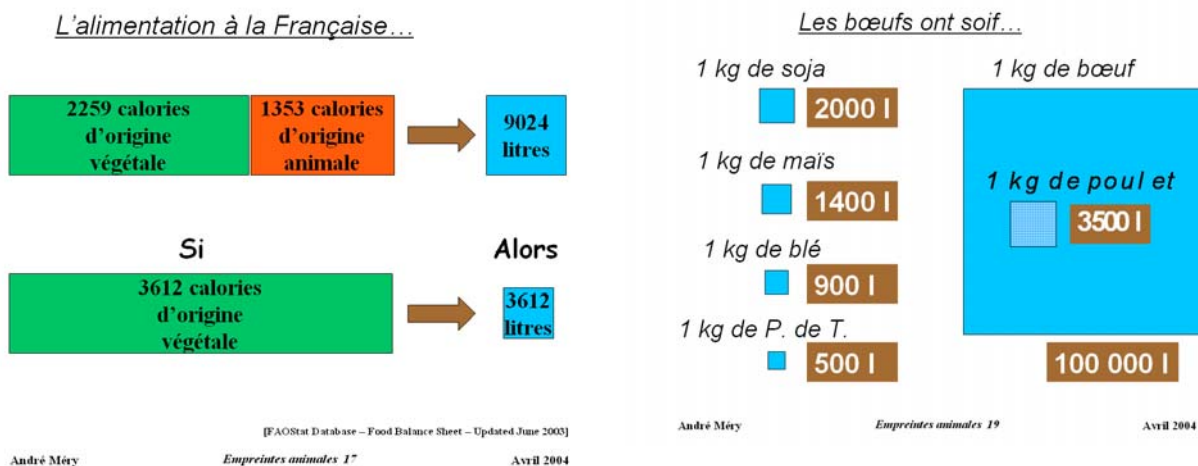 L'alimentation à la Française…
2259 calories
d'origine
végétale
1353 calories
d'origine
animale
9024
litres
Si
Alors
3612 calories
d'origine
végétale
3612
litres
[FAOStat Database – Food Balance Sheet – Updated June 2003]
André Méry
Empreintes animales 17
Avril 2004
Les bœufs ont soif…
1 kg de soja
2000 l
1 kg de maïs
1400 l
1 kg de blé
900 l
1 kg de P. de T.
500 l
1 kg de bœuf
1 kg de poulet
3500 l
100 000 l
André Méry
Empreintes animales 19
Avril 2004